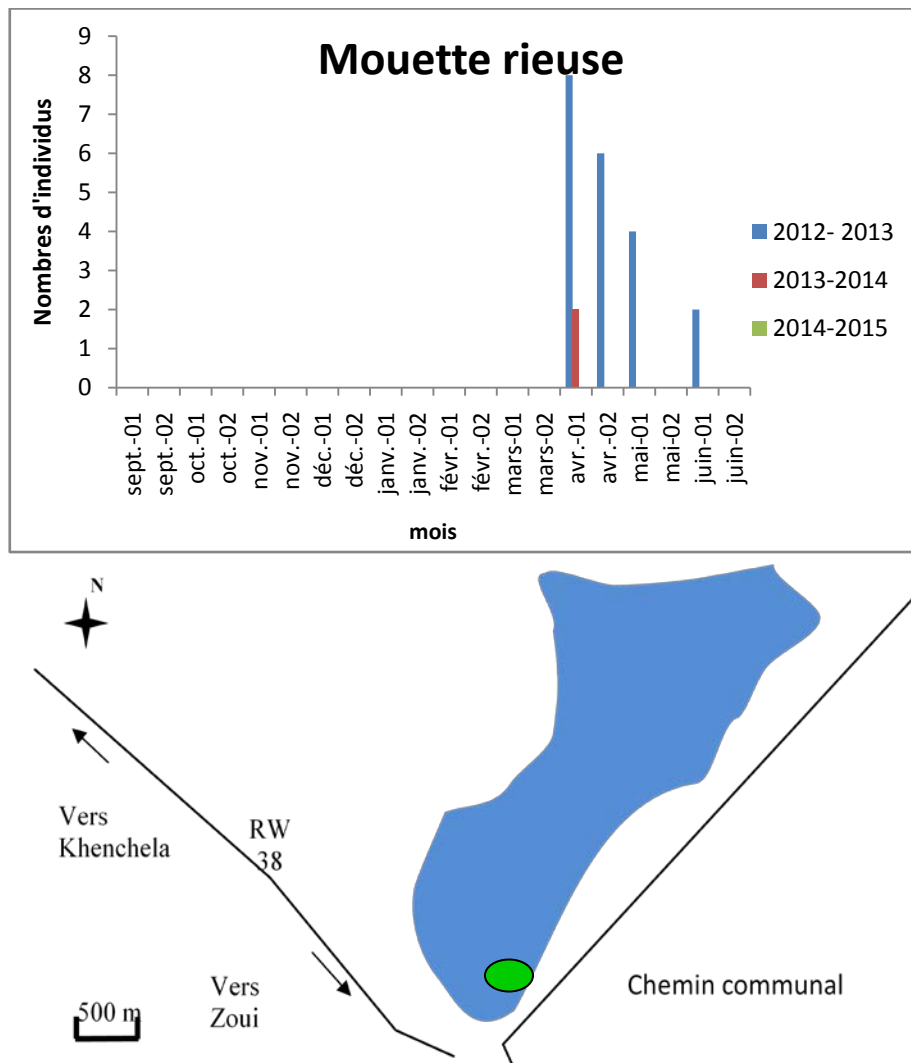 Mouette rieuse
9
8
7
6
5
4
3
2
1
0
Nombres d'individus
sept.-01
sept.-02
oct.-01
oct.-02
nov.-01
nov.-02
déc.-01
déc.-02
janv.-01
janv.-02
févr.-01
févr.-02
mars-01
mars-02
avr.-01
avr.-02
mai-01
mai-02
juin-01
juin-02
mois
2012- 2013
2013-2014
2014-2015
N
Vers
Khenchela
RW
38
Vers
Zoui
500 m
Chemin communal